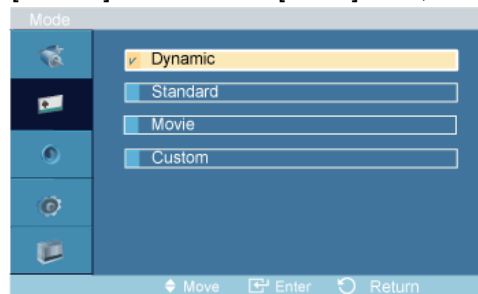 Mode
Dynamic
Standard
Movie
Custom
Move Enter Return